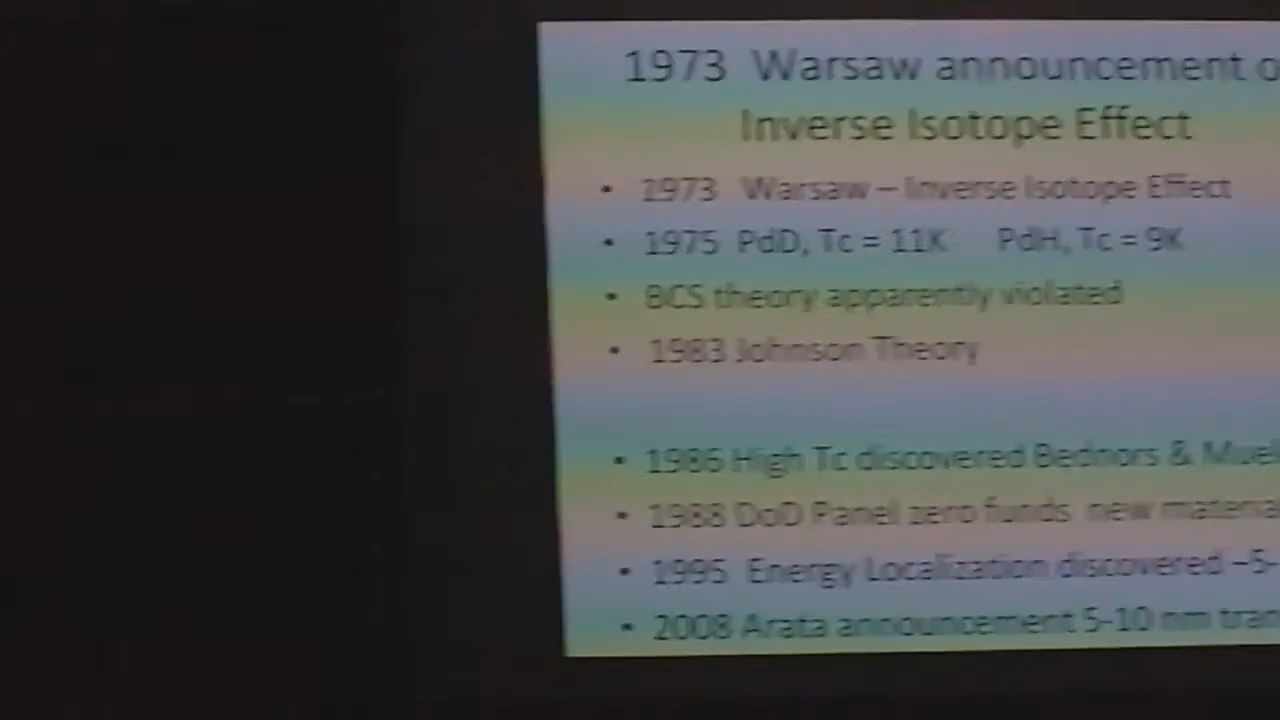 1973 Warsaw announcement
Inverse Isotope Effect
• 1973 Warsaw – Inverse Isotope Effect
• 1975 PdD, Tc = 11K PdH, Tc = 9K
• BCS theory apparently violated
• 1983 Johnson Theory
• 1986 High Tc discovered Bednors &
• 1988 DoD Panel zero funds new
• 1995 Energy Localization discovered ~5-
• 2008 Arata announcement 5-10 nm